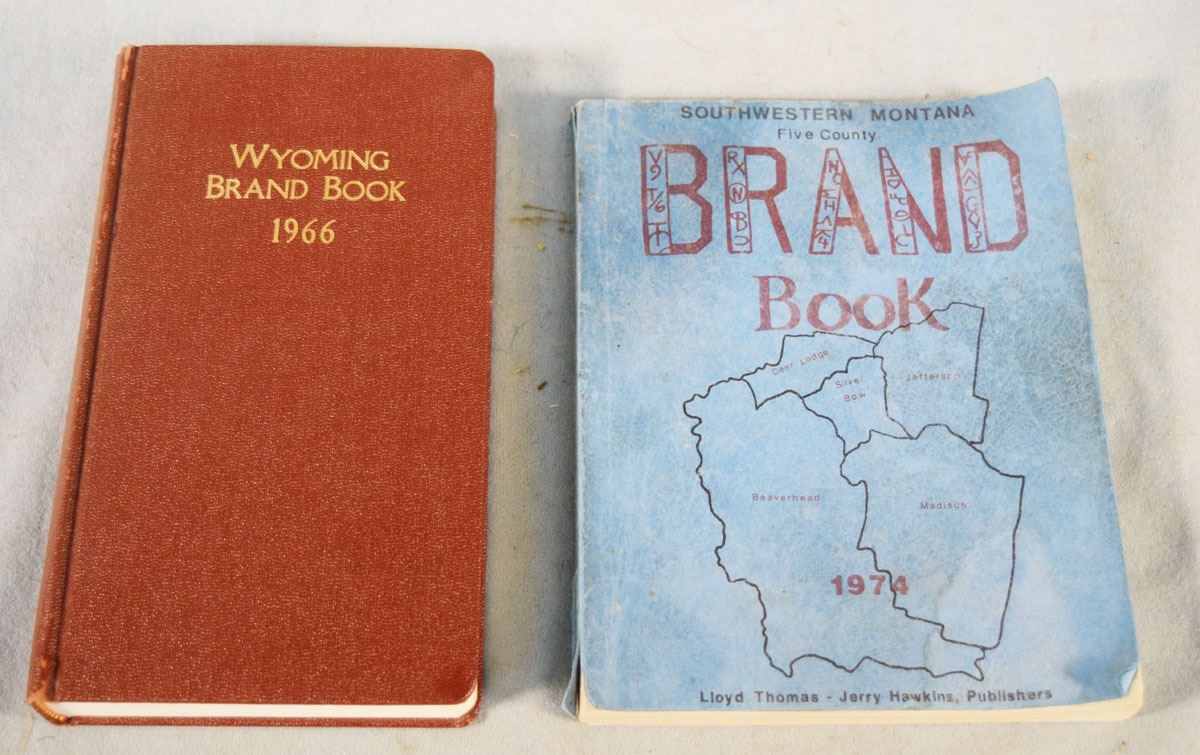 WYOMING
BRAND BOOK
1966
SOUTHWESTERN MONTANA
Five County
BRAND
BOOK
Deer Lodge
Silver
Bow
Jefferson
Beaverhead
Madison
1974
Lloyd Thomas - Jerry Hawkins, Publishers